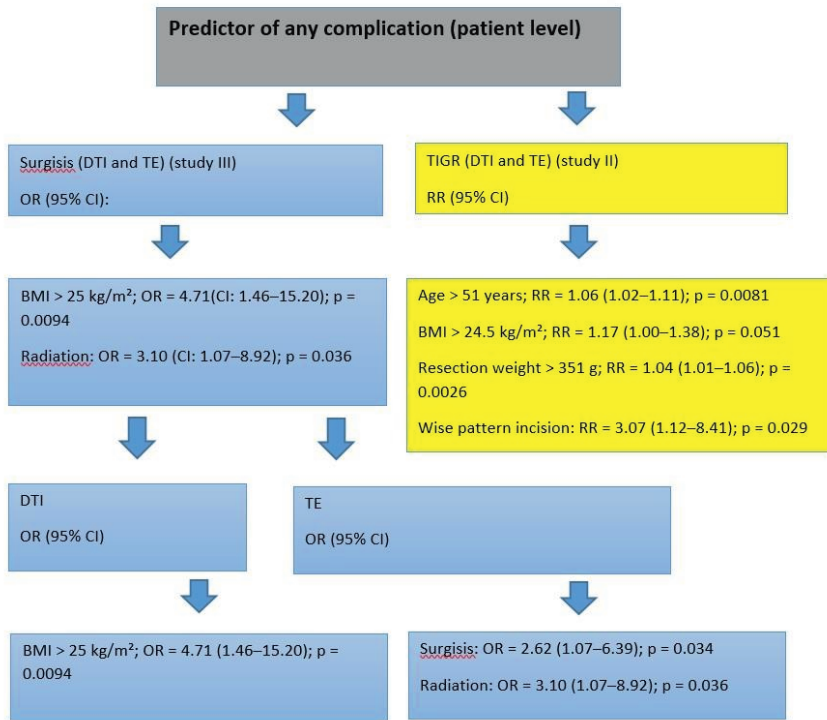 Predictor of any complication (patient level)
Surgisis (DTI and TE) (study III)
OR (95% CI):
TIGR (DTI and TE) (study II)
RR (95% CI)
BMI > 25 kg/m²; OR = 4.71(CI: 1.46–15.20); p =
0.0094
Radiation: OR = 3.10 (CI: 1.07–8.92); p = 0.036
Age > 51 years; RR = 1.06 (1.02–1.11); p = 0.0081
BMI > 24.5 kg/m²; RR = 1.17 (1.00–1.38); p = 0.051
Resection weight > 351 g; RR = 1.04 (1.01–1.06); p =
0.0026
Wise pattern incision: RR = 3.07 (1.12–8.41); p = 0.029
DTI
OR (95% CI)
TE
OR (95% CI)
BMI > 25 kg/m²; OR = 4.71 (1.46–15.20); p =
0.0094
Surgisis: OR = 2.62 (1.07–6.39); p = 0.034
Radiation: OR = 3.10 (1.07–8.92); p = 0.036